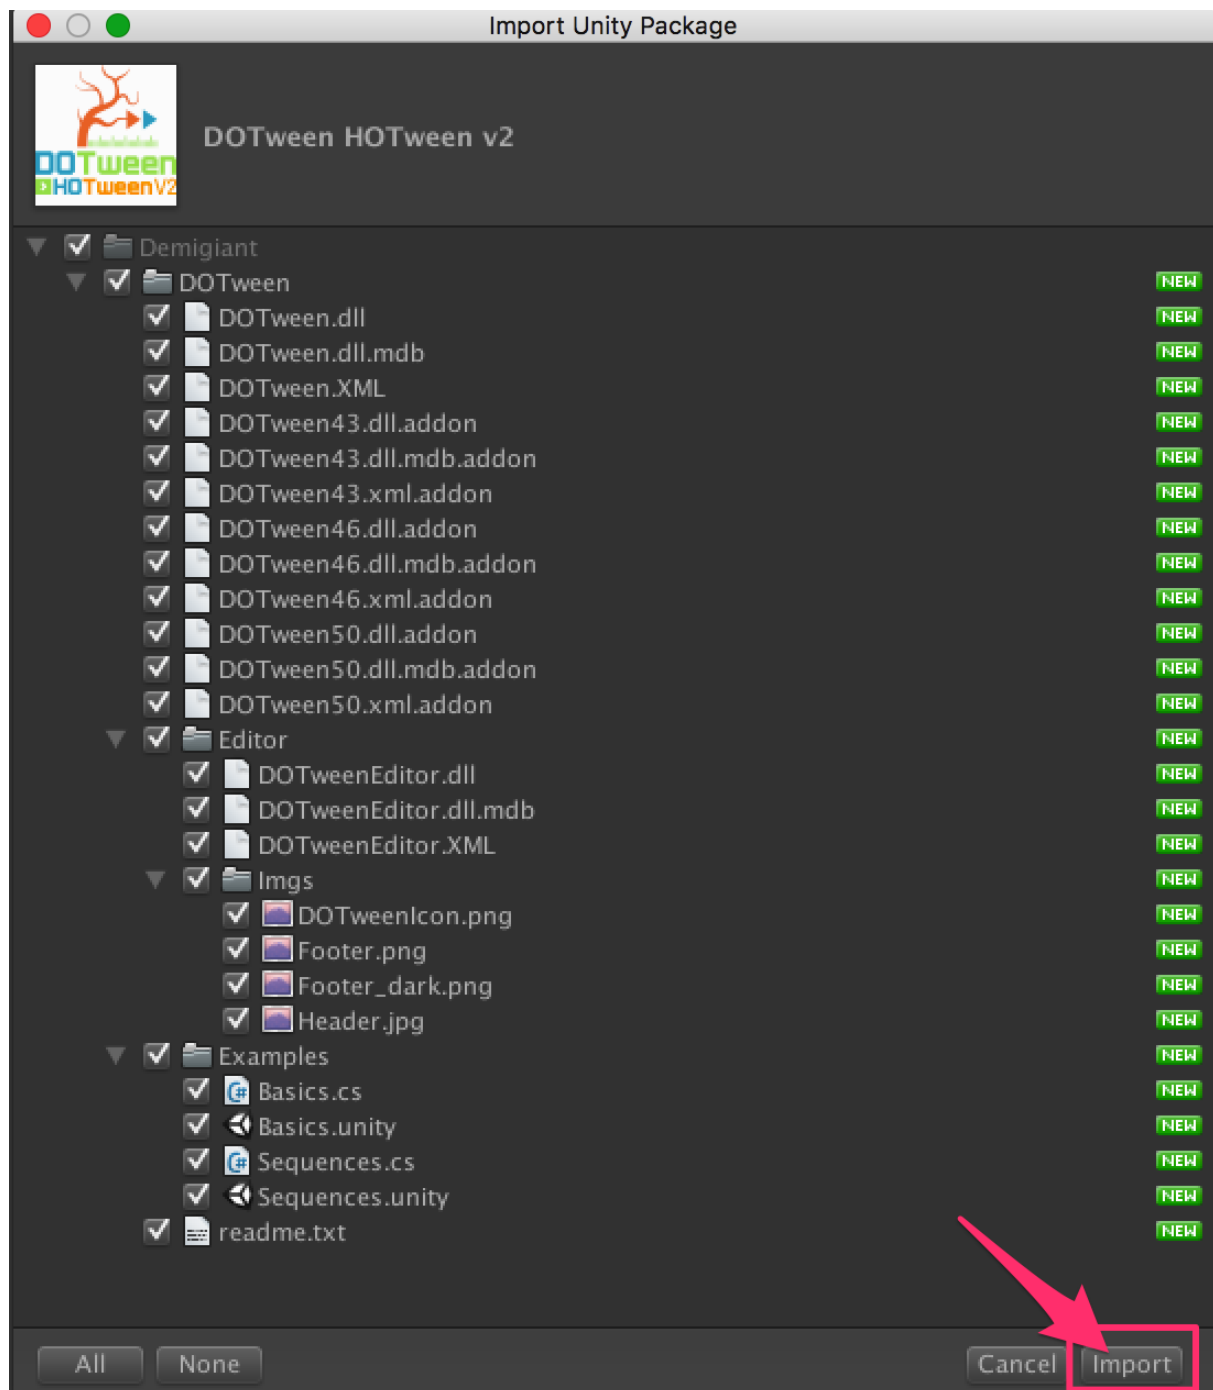 Import Unity Package
DOTween
HOTweenV2
DOTween HOTween v2
Demigiant
DOTween NEW
DOTween.dll NEW
DOTween.dll.mdb NEW
DOTween.XML NEW
DOTween43.dll.addon NEW
DOTween43.dll.mdb.addon NEW
DOTween43.xml.addon NEW
DOTween46.dll.addon NEW
DOTween46.dll.mdb.addon NEW
DOTween46.xml.addon NEW
DOTween50.dll.addon NEW
DOTween50.dll.mdb.addon NEW
DOTween50.xml.addon NEW
Editor NEW
DOTweenEditor.dll NEW
DOTweenEditor.dll.mdb NEW
DOTweenEditor.XML NEW
Imgs NEW
DOTweenIcon.png NEW
Footer.png NEW
Footer_dark.png NEW
Header.jpg NEW
Examples NEW
Basics.cs NEW
Basics.unity NEW
Sequences.cs NEW
Sequences.unity NEW
readme.txt NEW
All None Cancel Import